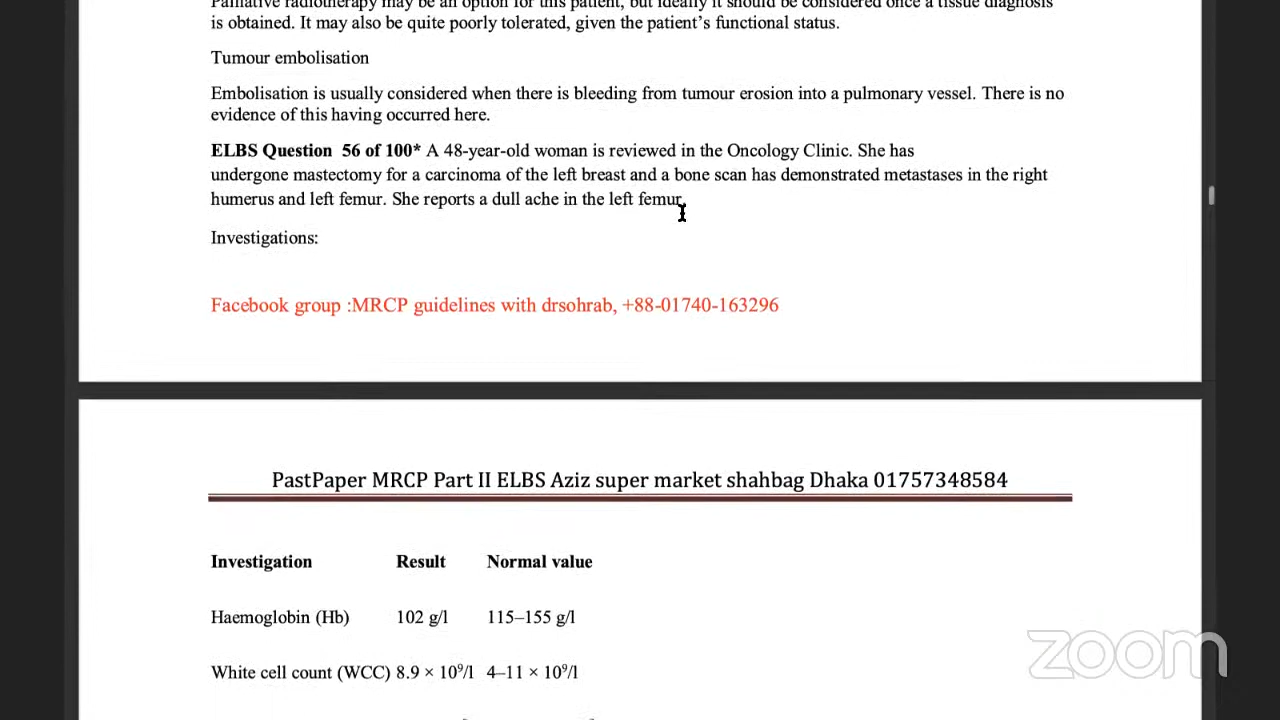 Palliative radiotherapy may be an option for this patient, but ideally it should be considered once a tissue diagnosis
is obtained. It may also be quite poorly tolerated, given the patient’s functional status.
Tumour embolisation
Embolisation is usually considered when there is bleeding from tumour erosion into a pulmonary vessel. There is no
evidence of this having occurred here.
ELBS Question 56 of 100* A 48-year-old woman is reviewed in the Oncology Clinic. She has
undergone mastectomy for a carcinoma of the left breast and a bone scan has demonstrated metastases in the right
humerus and left femur. She reports a dull ache in the left femur.
Investigations:
Facebook group :MRCP guidelines with drsohrab, +88-01740-163296
PastPaper MRCP Part II ELBS Aziz super market shahbag Dhaka 01757348584
Investigation Result Normal value
Haemoglobin (Hb) 102 g/l 115–155 g/l
White cell count (WCC) 8.9 × 10⁹/l 4–11 × 10⁹/l
zoom